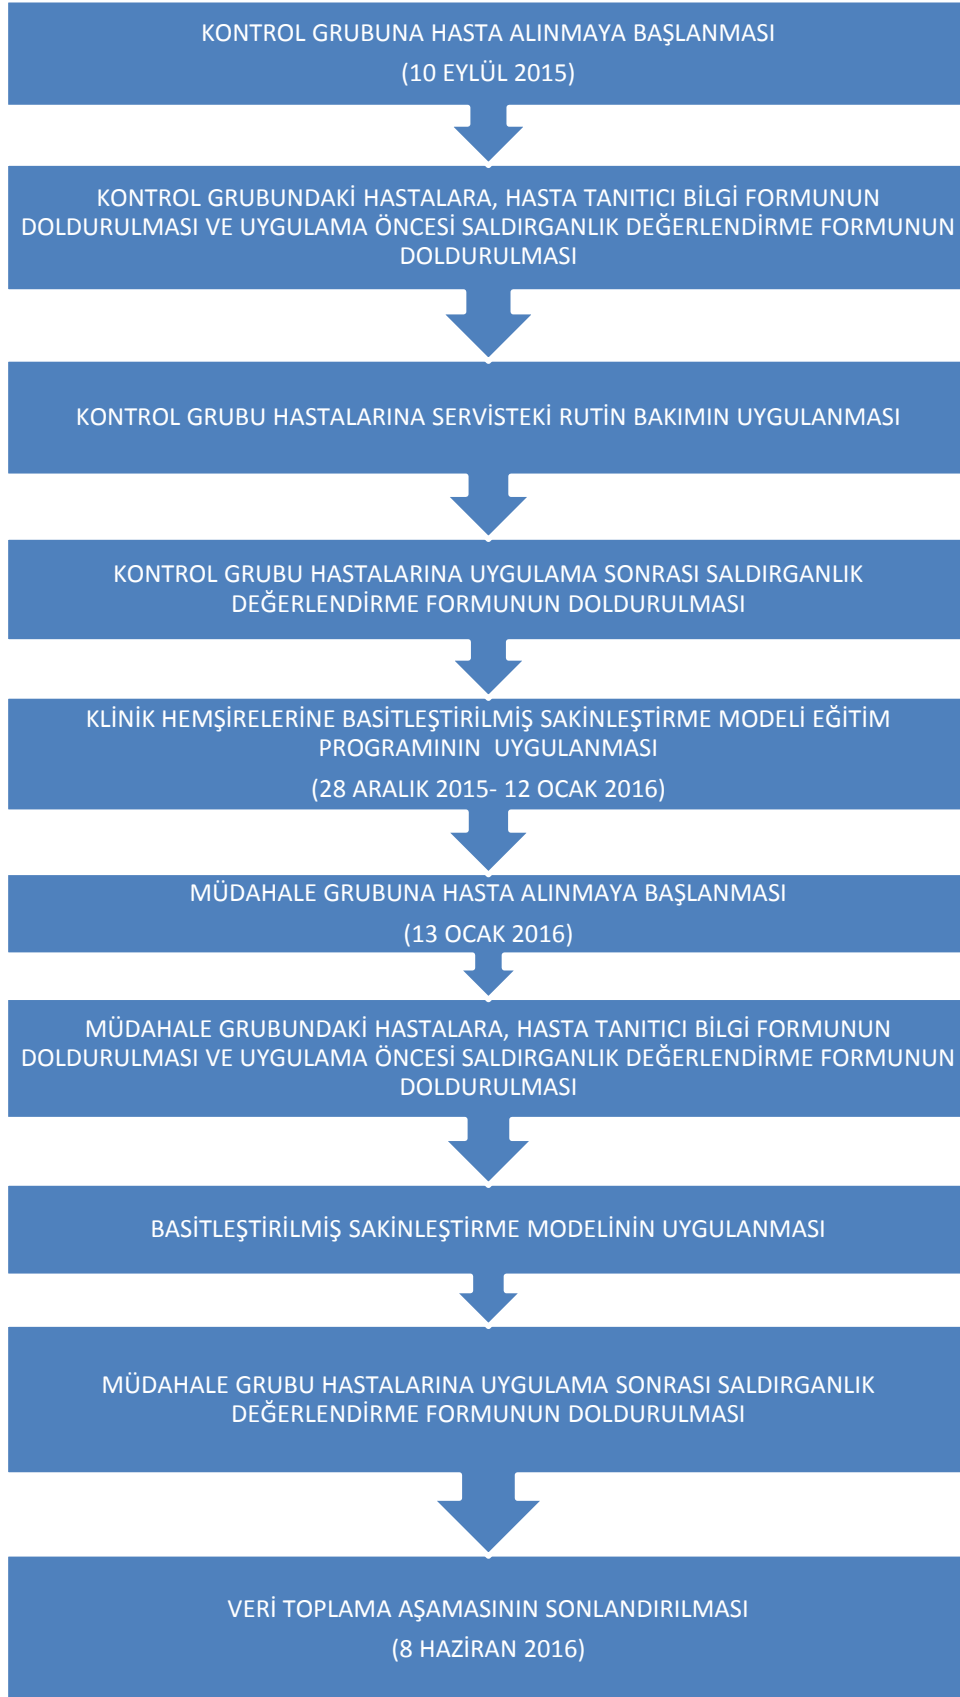 KONTROL GRUBUNA HASTA ALINMAYA BAŞLANMASI
(10 EYLÜL 2015)
KONTROL GRUBUNDAKİ HASTALARA, HASTA TANITICI BİLGİ FORMUNUN
DOLDURULMASI VE UYGULAMA ÖNCESİ SALDIRGANLIK DEĞERLENDİRME FORMUNUN
DOLDURULMASI
KONTROL GRUBU HASTALARINA SERVİSTEKİ RUTİN BAKIMIN UYGULANMASI
KONTROL GRUBU HASTALARINA UYGULAMA SONRASI SALDIRGANLIK
DEĞERLENDİRME FORMUNUN DOLDURULMASI
KLİNİK HEMŞİRELERİNE BASİTLEŞTİRİLMİŞ SAKİNLEŞTİRME MODELİ EĞİTİM
PROGRAMININ  UYGULANMASI
(28 ARALIK 2015- 12 OCAK 2016)
MÜDAHALE GRUBUNA HASTA ALINMAYA BAŞLANMASI
(13 OCAK 2016)
MÜDAHALE GRUBUNDAKİ HASTALARA, HASTA TANITICI BİLGİ FORMUNUN
DOLDURULMASI VE UYGULAMA ÖNCESİ SALDIRGANLIK DEĞERLENDİRME FORMUNUN
DOLDURULMASI
BASİTLEŞTİRİLMİŞ SAKİNLEŞTİRME MODELİNİN UYGULANMASI
MÜDAHALE GRUBU HASTALARINA UYGULAMA SONRASI SALDIRGANLIK
DEĞERLENDİRME FORMUNUN DOLDURULMASI
VERİ TOPLAMA AŞAMASININ SONLANDIRILMASI
(8 HAZİRAN 2016)